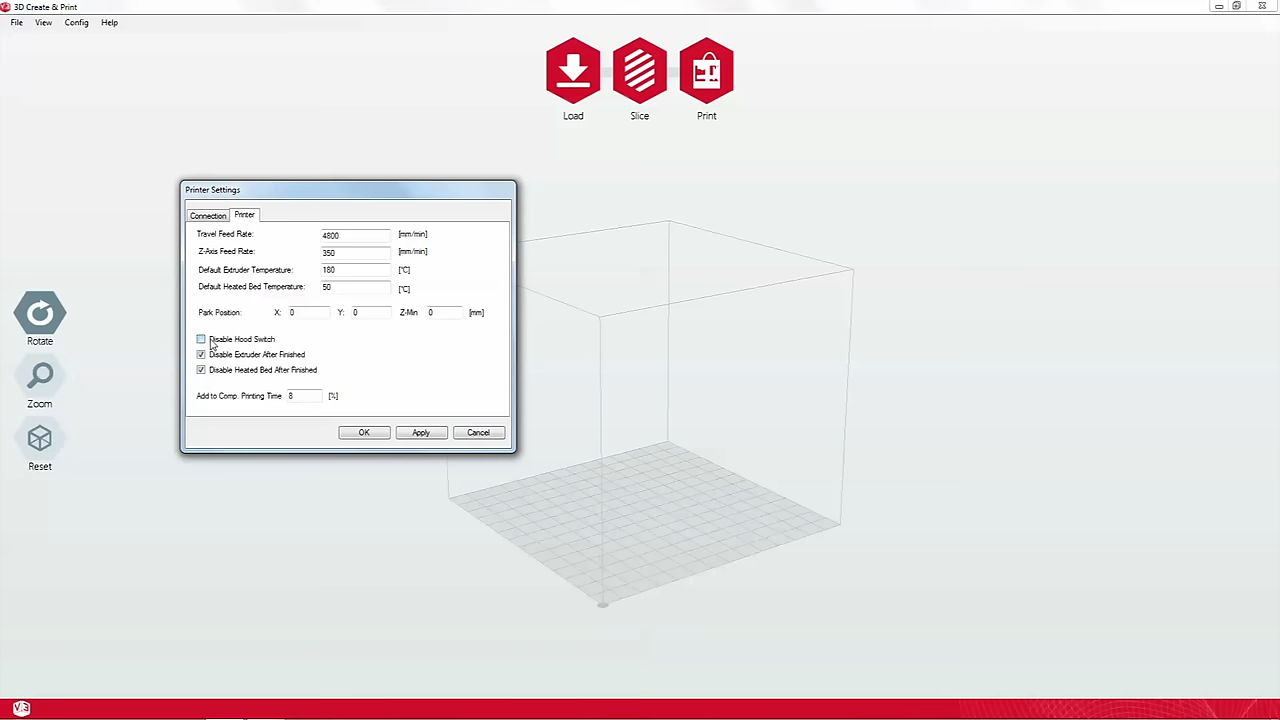 3D Create & Print
File View Config Help
Load Slice Print
Printer Settings
Connection Printer
Travel Feed Rate: 4800 [mm/min]
Z-Axis Feed Rate: 350 [mm/min]
Default Extruder Temperature: 180 [°C]
Default Heated Bed Temperature: 50 [°C]
Park Position: X: 0 Y: 0 Z-Min 0 [mm]
Disable Hood Switch
Disable Extruder After Finished
Disable Heated Bed After Finished
Add to Comp. Printing Time 8 [%]
OK Apply Cancel
Rotate
Zoom
Reset